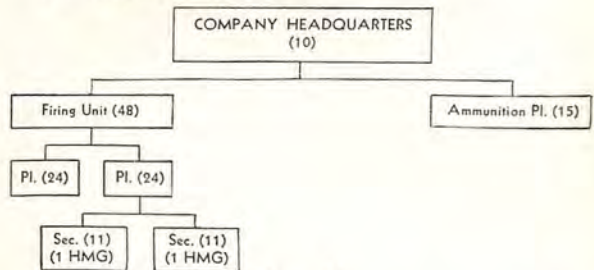 COMPANY HEADQUARTERS
(10)
Firing Unit (48)
Ammunition Pl. (15)
Pl. (24)
Pl. (24)
Sec. (11)
(1 HMG)
Sec. (11)
(1 HMG)